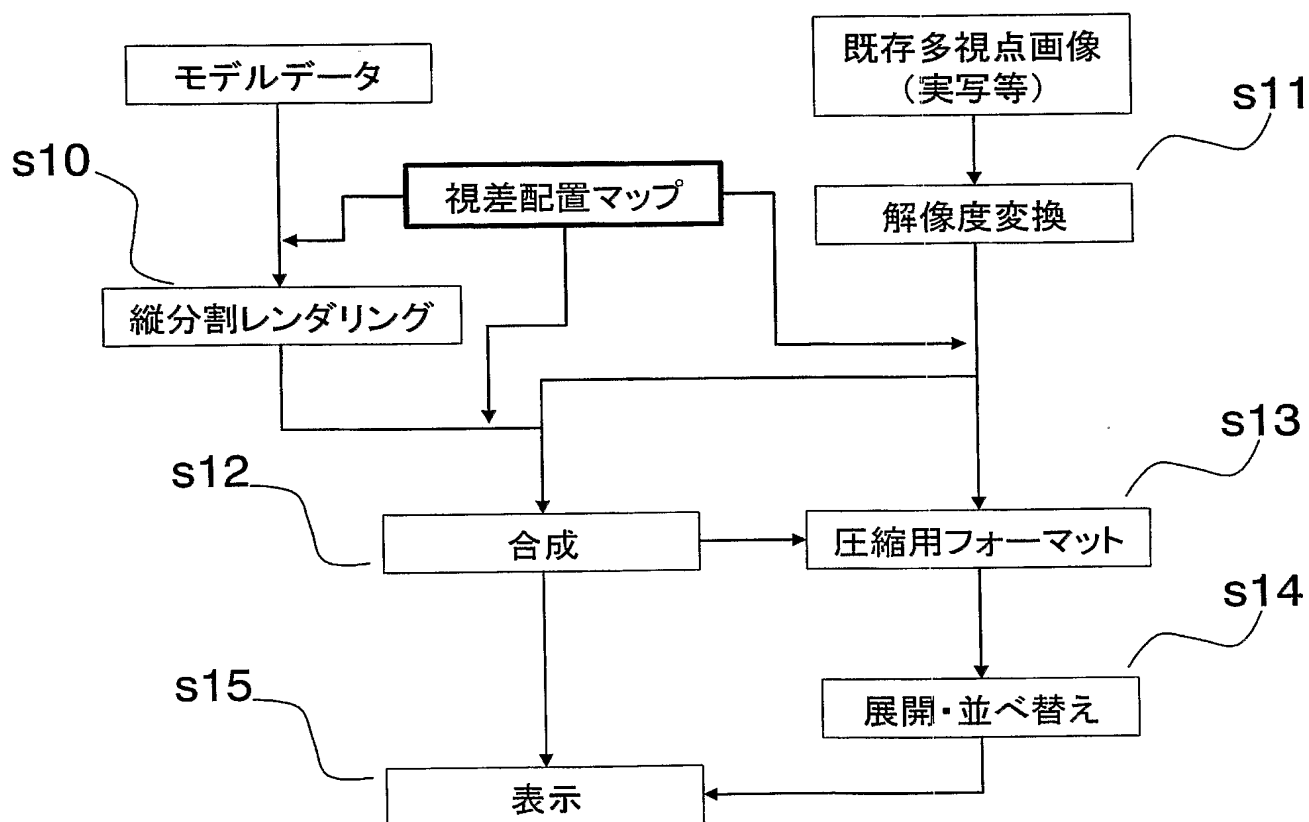 モデルデータ
既存多視点画像
(実写等)
s11
s10
視差配置マップ
解像度変換
縦分割レンダリング
s13
s12
合成
圧縮用フォーマット
s14
s15
展開・並べ替え
表示